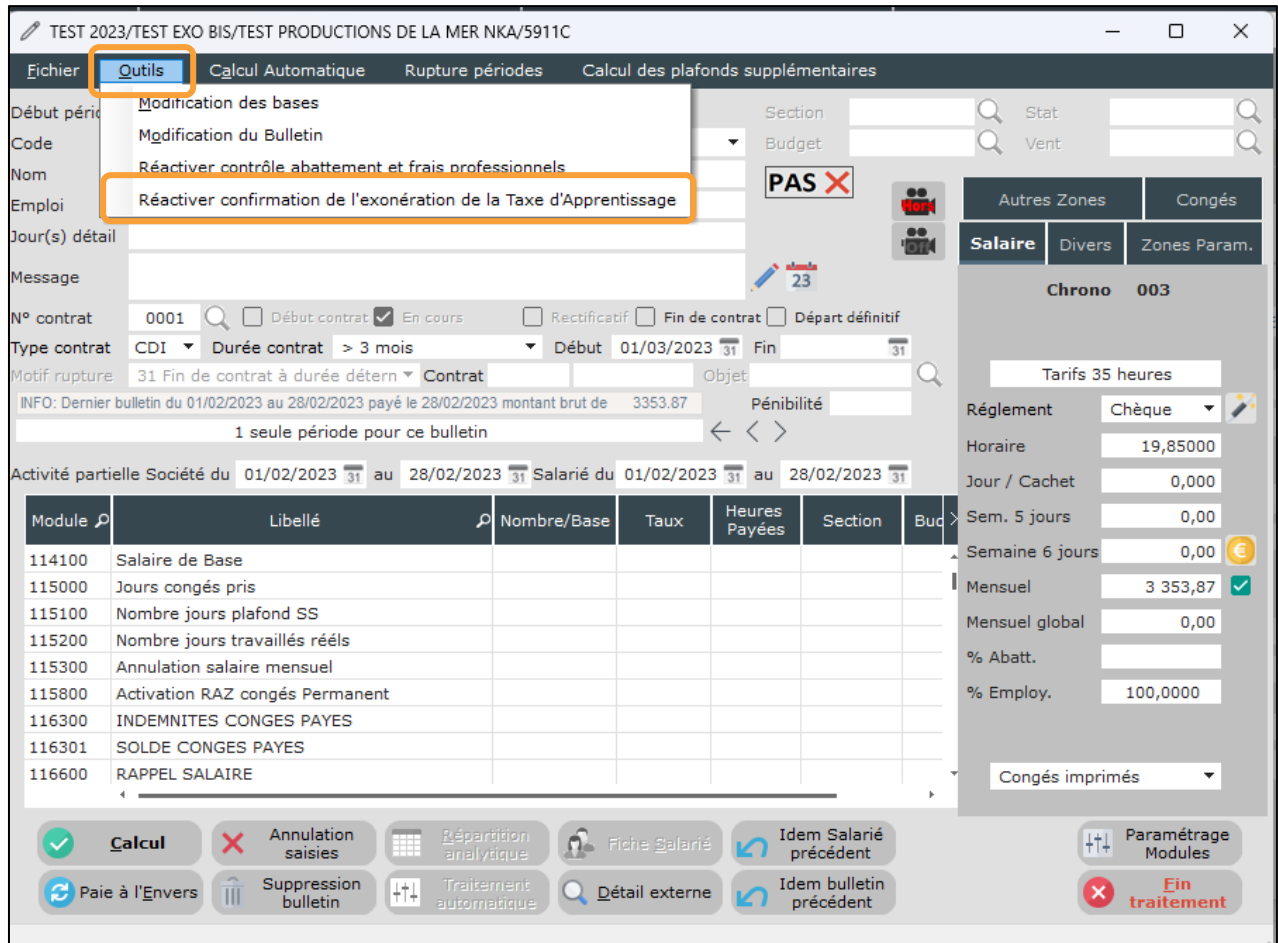 TEST 2023/TEST EXO BIS/TEST PRODUCTIONS DE LA MER NKA/5911C
Fichier Outils Calcul Automatique Rupture périodes Calcul des plafonds supplémentaires
Modification des bases
Modification du Bulletin
Réactiver contrôle abattement et frais professionnels
Réactiver confirmation de l'exonération de la Taxe d'Apprentissage
Début pério Section Stat
Code Budget Vent
Nom PAS
Emploi Hors Autres Zones Congés
Jour(s) détail Off Salaire Divers Zones Param.
Message 23
Chrono 003
N° contrat 0001 Début contrat En cours Rectificatif Fin de contrat Départ définitif
Type contrat CDI Durée contrat > 3 mois Début 01/03/2023 31 Fin 31
Motif rupture 31 Fin de contrat à durée détern Contrat Objet
Tarifs 35 heures
INFO: Dernier bulletin du 01/02/2023 au 28/02/2023 payé le 28/02/2023 montant brut de 3353.87 Pénibilité
Réglement Chèque
1 seule période pour ce bulletin
Horaire 19,85000
Activité partielle Société du 01/02/2023 31 au 28/02/2023 31 Salarié du 01/02/2023 31 au 28/02/2023 31
Jour / Cachet 0,000
Sem. 5 jours 0,00
Semaine 6 jours 0,00 €
Mensuel 3 353,87
Mensuel global 0,00
% Abatt.
% Employ. 100,0000
Congés imprimés
Module Libellé Nombre/Base Taux Heures Payées Section Bud
114100 Salaire de Base
115000 Jours congés pris
115100 Nombre jours plafond SS
115200 Nombre jours travaillés réels
115300 Annulation salaire mensuel
115800 Activation RAZ congés Permanent
116300 INDEMNITES CONGES PAYES
116301 SOLDE CONGES PAYES
116600 RAPPEL SALAIRE
Calcul Annulation saisies Répartition analytique Fiche Salarié Idem Salarié précédent Paramétrage Modules
Paie à l'Envers Suppression bulletin Traitement automatique Détail externe Idem bulletin précédent Fin traitement